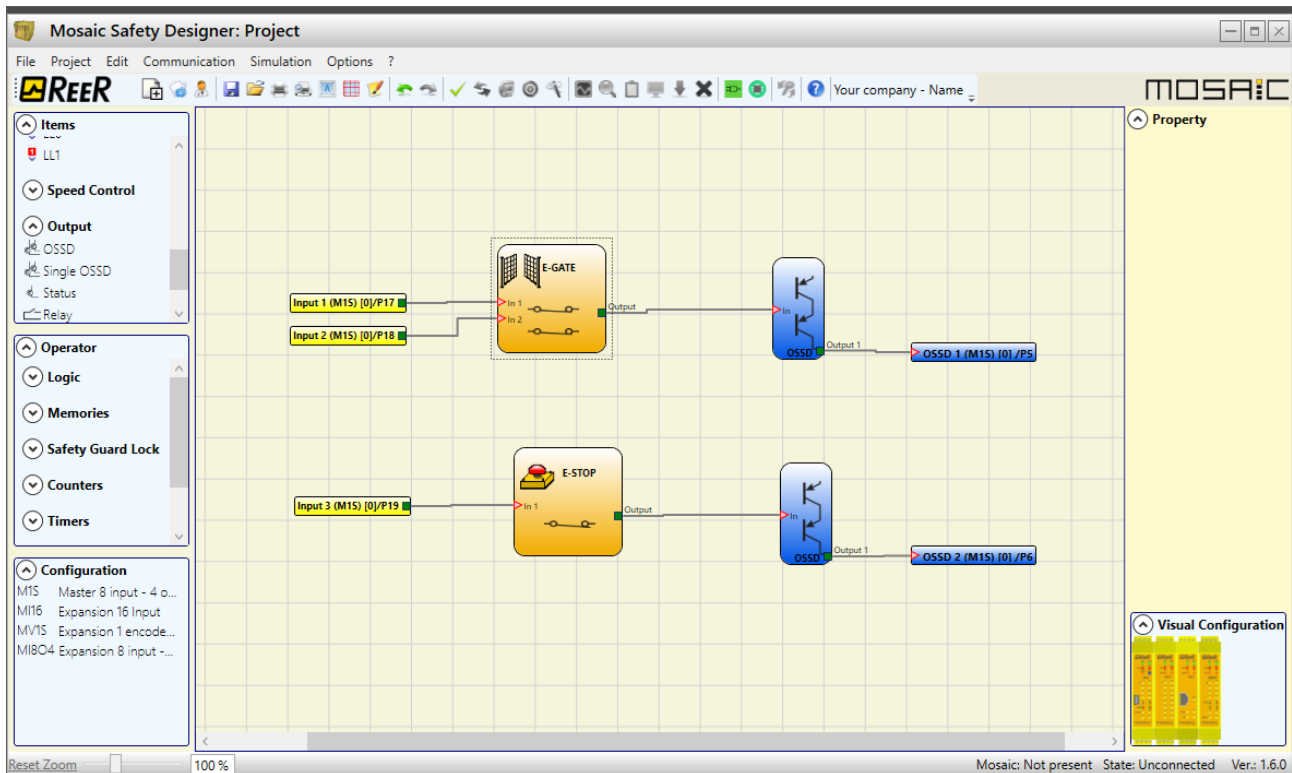 Mosaic Safety Designer: Project
File Project Edit Communication Simulation Options ?
REER
Your company - Name
MOSAIC
Items
LL1
Speed Control
Output
OSSD
Single OSSD
Status
Relay
Operator
Logic
Memories
Safety Guard Lock
Counters
Timers
Configuration
M1S Master 8 input - 4 o...
MI16 Expansion 16 Input
MV1S Expansion 1 encode...
MI8O4 Expansion 8 input -...
Reset Zoom
100 %
E-GATE
Input 1 (M1S) [0]/P17
In 1
Output
In
Input 2 (M1S) [0]/P18
In 2
OSSD
Output 1
OSSD 1 (M1S) [0] /P5
E-STOP
Input 3 (M1S) [0]/P19
In 1
Output
In
OSSD
Output 1
OSSD 2 (M1S) [0] /P6
Property
Visual Configuration
Mosaic: Not present State: Unconnected Ver.: 1.6.0